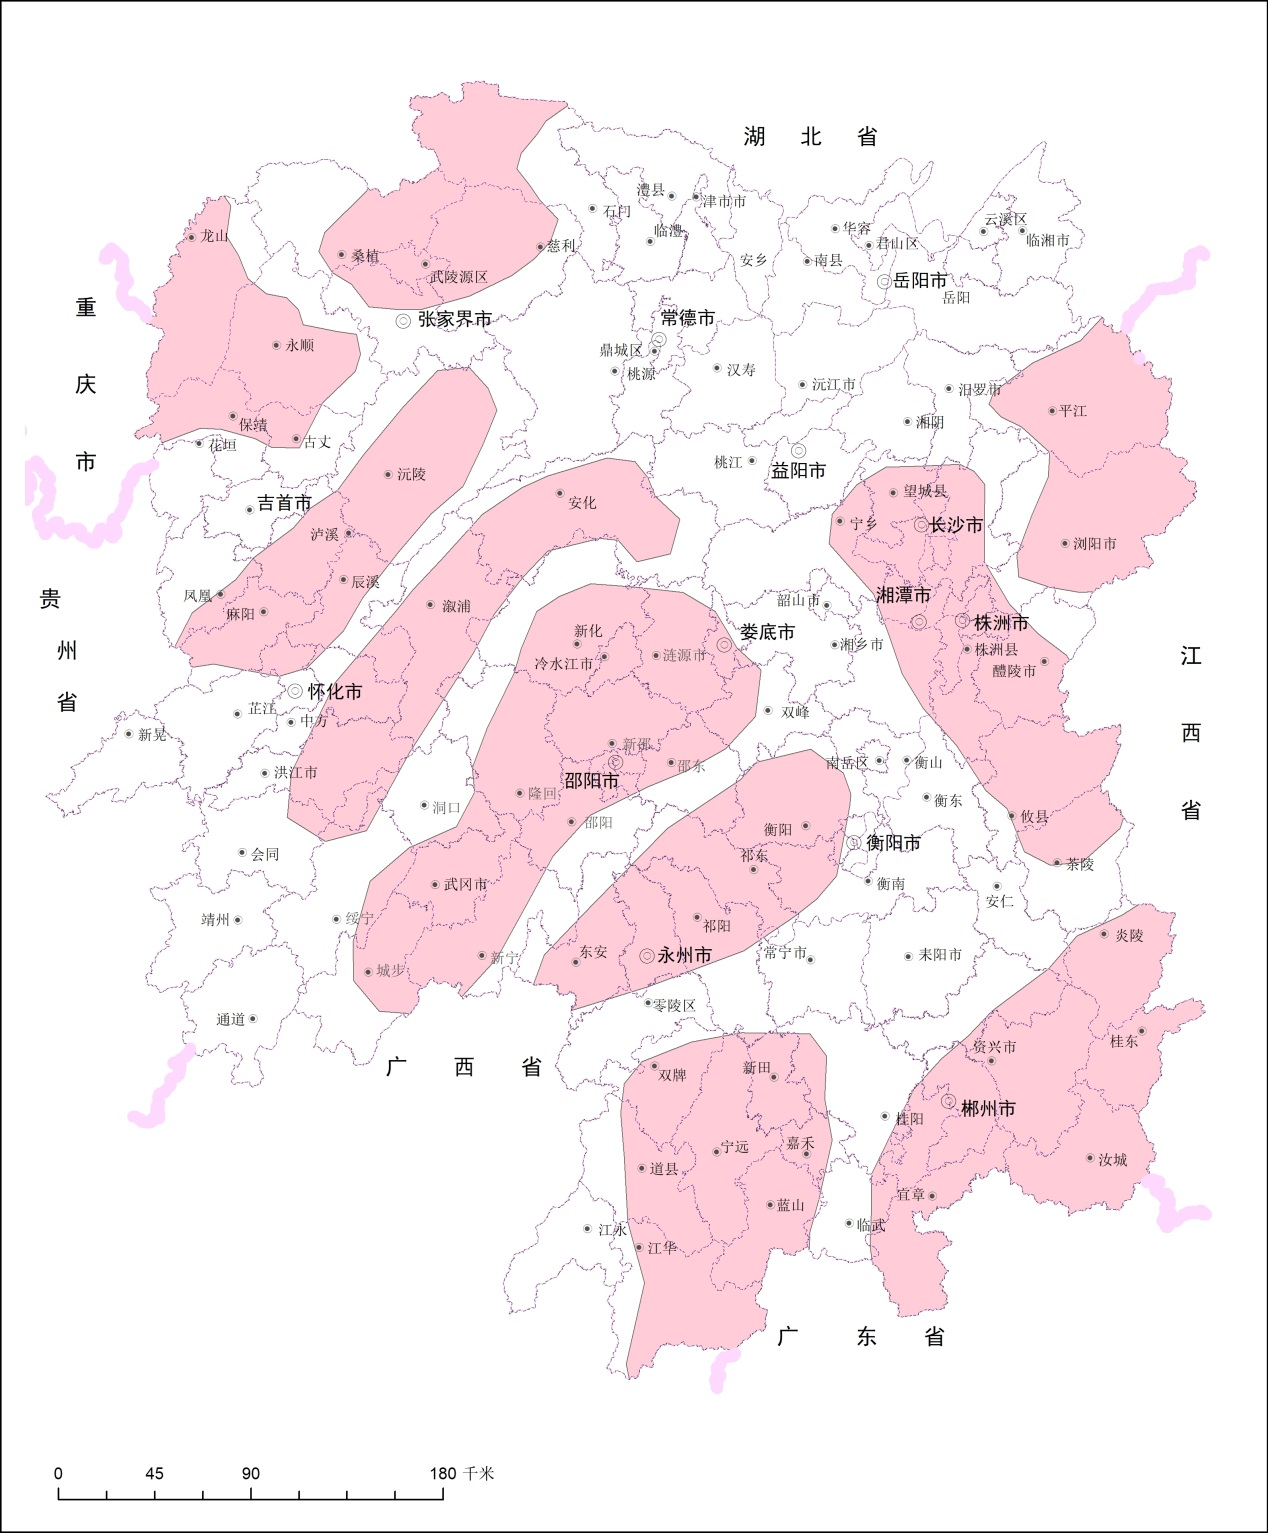 湖 北 省
澧县
津市市
石门
临澧
华容
云溪区
君山区
临湘市
龙山
慈利
桑植
安乡
南县
武陵源区
岳阳市
岳阳
重
庆
市
张家界市
常德市
永顺
鼎城区
桃源
汉寿
沅江市
汨罗市
平江
保靖
湘阴
花垣
古丈
桃江
益阳市
沅陵
安化
望城县
吉首市
宁乡
长沙市
泸溪
浏阳市
辰溪
凤凰
麻阳
溆浦
韶山市
湘潭市
贵
州
省
新化
娄底市
株洲市
冷水江市
涟源市
湘乡市
株洲县
醴陵市
江
西
省
怀化市
芷江
中方
新晃
双峰
新邵
邵东
南岳区
衡山
洪江市
邵阳市
隆回
衡东
洞口
邵阳
衡阳
攸县
衡阳市
会同
祁东
茶陵
武冈市
衡南
安仁
靖州
绥宁
祁阳
炎陵
东安
永州市
常宁市
耒阳市
新宁
城步
零陵区
通道
桂东
资兴市
广 西 省
双牌
新田
郴州市
桂阳
宁远
嘉禾
道县
汝城
宜章
蓝山
江永
临武
江华
广 东 省
0 45 90 180 千米